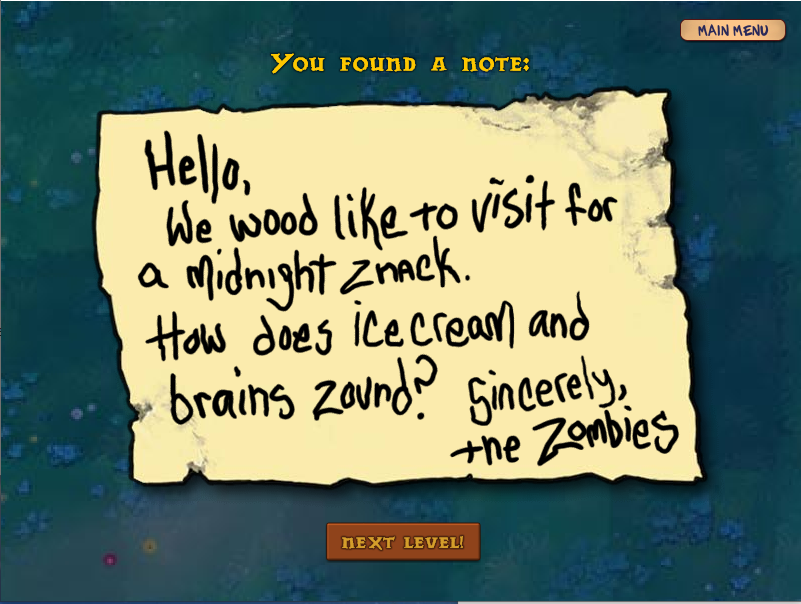 MAIN MENU
You found a note:
Hello,
We wood like to visit for
a midnight znack.
How does icecream and
brains zound? Sincerely,
the Zombies
NEXT LEVEL!